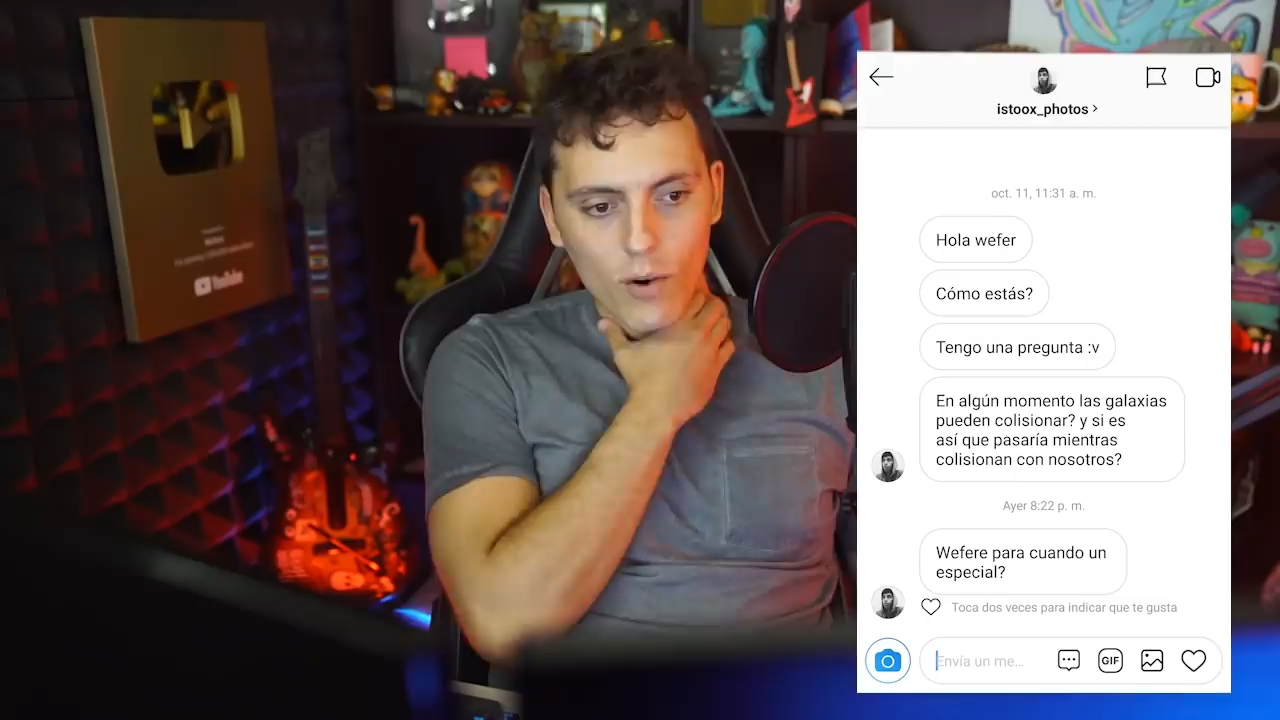 YouTube
istoox_photos >
oct. 11, 11:31 a. m.
Hola wefer
Cómo estás?
Tengo una pregunta :v
En algún momento las galaxias
pueden colisionar? y si es
así que pasaría mientras
colisionan con nosotros?
Ayer 8:22 p. m.
Wefere para cuando un
especial?
Toca dos veces para indicar que te gusta
Envía un me...
GIF